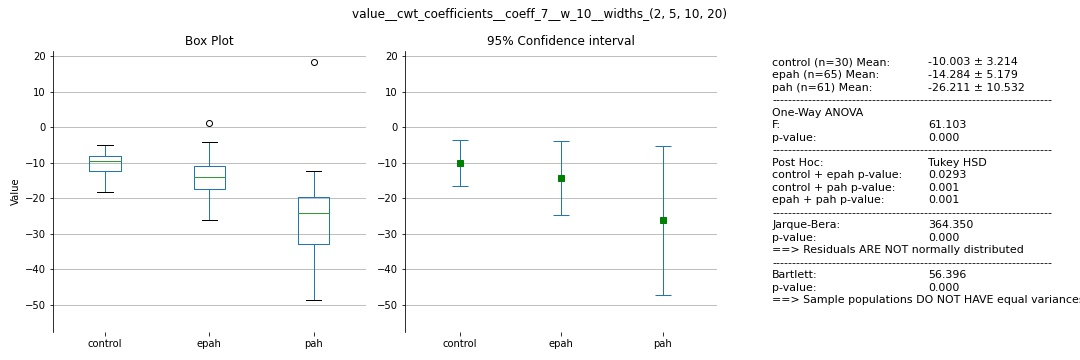 value__cwt_coefficients__coeff_7__w_10__widths_(2, 5, 10, 20)
Box Plot
Value
20
10
0
−10
−20
−30
−40
−50
control
epah
pah
95% Confidence interval
20
10
0
−10
−20
−30
−40
−50
control
epah
pah
control (n=30) Mean: -10.003 ± 3.214
epah (n=65) Mean: -14.284 ± 5.179
pah (n=61) Mean: -26.211 ± 10.532
One-Way ANOVA
F: 61.103
p-value: 0.000
Post Hoc: Tukey HSD
control + epah p-value: 0.0293
control + pah p-value: 0.001
epah + pah p-value: 0.001
Jarque-Bera: 364.350
p-value: 0.000
==> Residuals ARE NOT normally distributed
Bartlett: 56.396
p-value: 0.000
==> Sample populations DO NOT HAVE equal variances